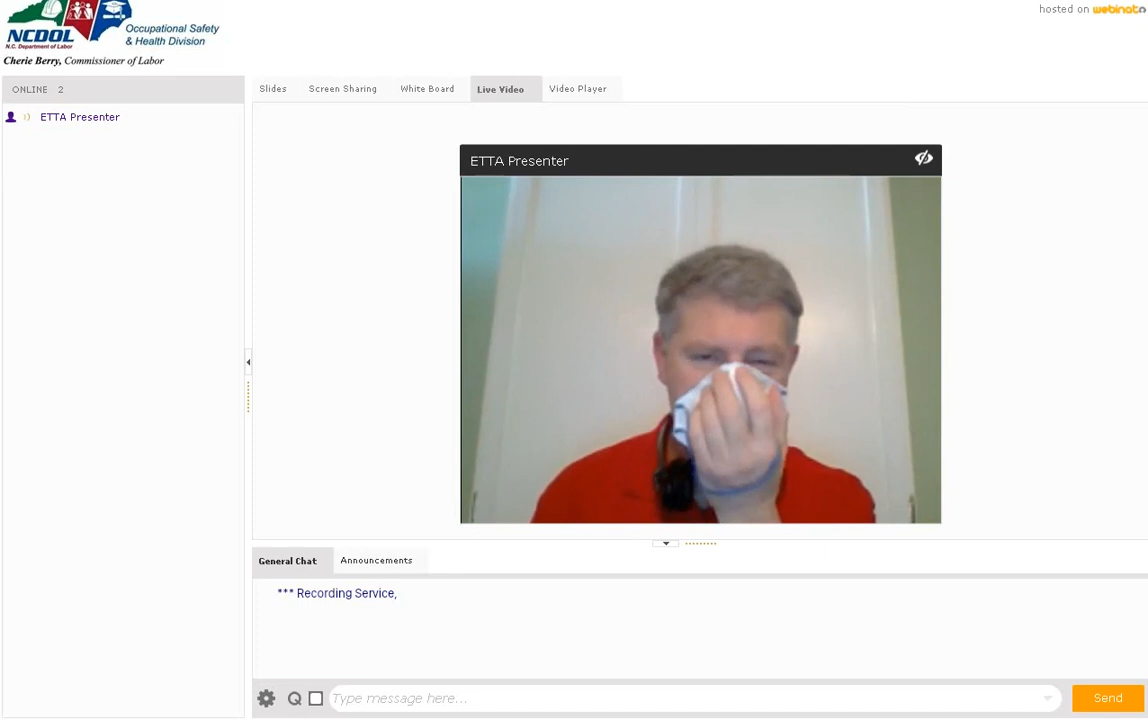 hosted on webinato
NCDOL
N.C. Department of Labor
Occupational Safety
& Health Division
Cherie Berry, Commissioner of Labor
ONLINE 2
Slides Screen Sharing White Board Live Video Video Player
ETTA Presenter
ETTA Presenter
General Chat Announcements
*** Recording Service,
Q Type message here... Send